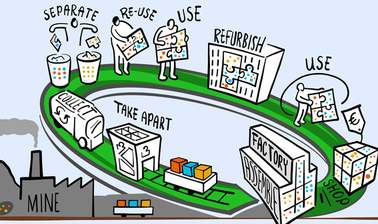 SEPARATE
RE-USE
USE
REFURBISH
USE
€
COLLECT
TAKE APART
FACTORY
ASSEMBLE
SHOP
MINE